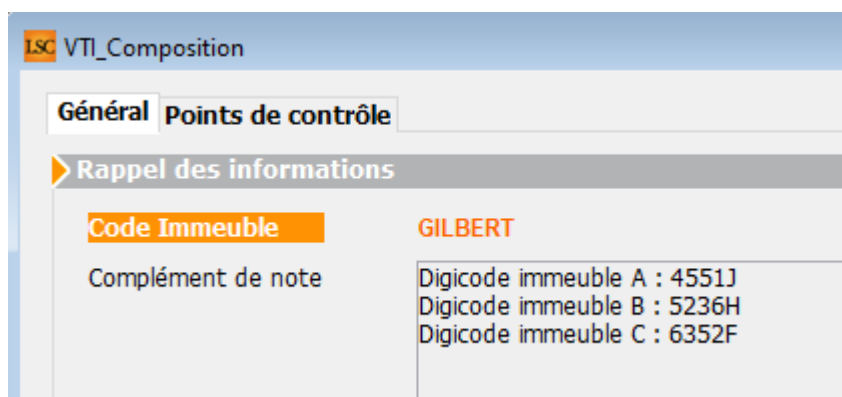 LSC VTI_Composition
Général Points de contrôle
Rappel des informations
Code Immeuble GILBERT
Complément de note Digicode immeuble A : 4551J
Digicode immeuble B : 5236H
Digicode immeuble C : 6352F